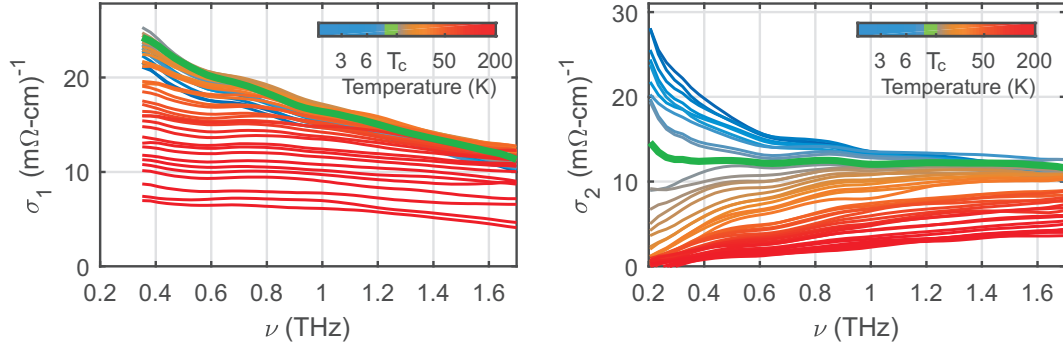 σ₁ (mΩ-cm)⁻¹
20
10
0
3 6 T_c 50 200
Temperature (K)
0.2 0.4 0.6 0.8 1 1.2 1.4 1.6
ν (THz)
σ₂ (mΩ-cm)⁻¹
30
20
10
0
3 6 T_c 50 200
Temperature (K)
0.2 0.4 0.6 0.8 1 1.2 1.4 1.6
ν (THz)